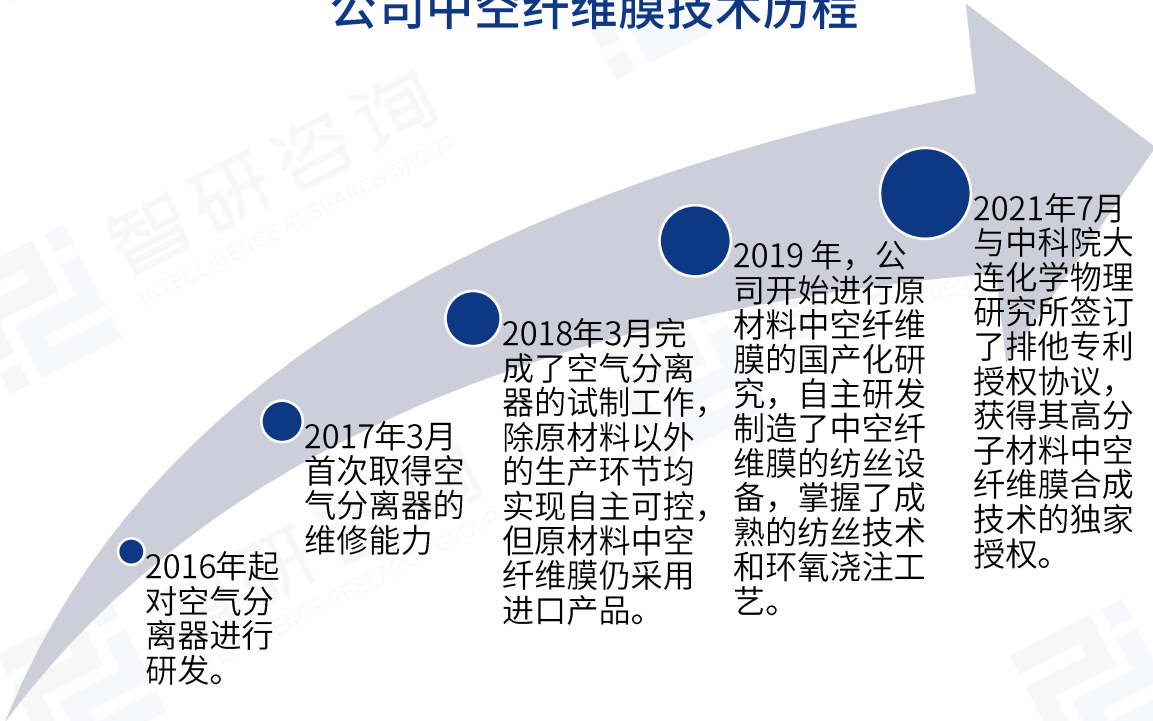 公司中空纤维膜技术历程
智研咨询
INTELLIGENCE RESEARCH GROUP
2016年起
对空气分
离器进行
研发。
2017年3月
首次取得空
气分离器的
维修能力
2018年3月完
成了空气分离
器的试制工作，
除原材料以外
的生产环节均
实现自主可控，
但原材料中空
纤维膜仍采用
进口产品。
2019 年，公
司开始进行原
材料中空纤维
膜的国产化研
究，自主研发
制造了中空纤
维膜的纺丝设
备，掌握了成
熟的纺丝技术
和环氧浇注工
艺。
2021年7月
与中科院大
连化学物理
研究所签订
了排他专利
授权协议，
获得其高分
子材料中空
纤维膜合成
技术的独家
授权。